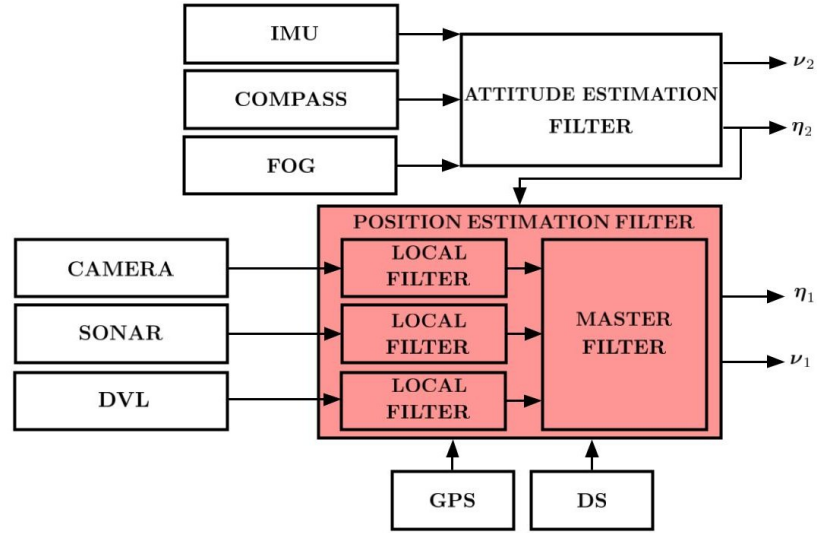 IMU
COMPASS
FOG
ATTITUDE ESTIMATION
FILTER
ν₂
η₂
POSITION ESTIMATION FILTER
CAMERA
SONAR
DVL
LOCAL
FILTER
LOCAL
FILTER
LOCAL
FILTER
MASTER
FILTER
η₁
ν₁
GPS
DS